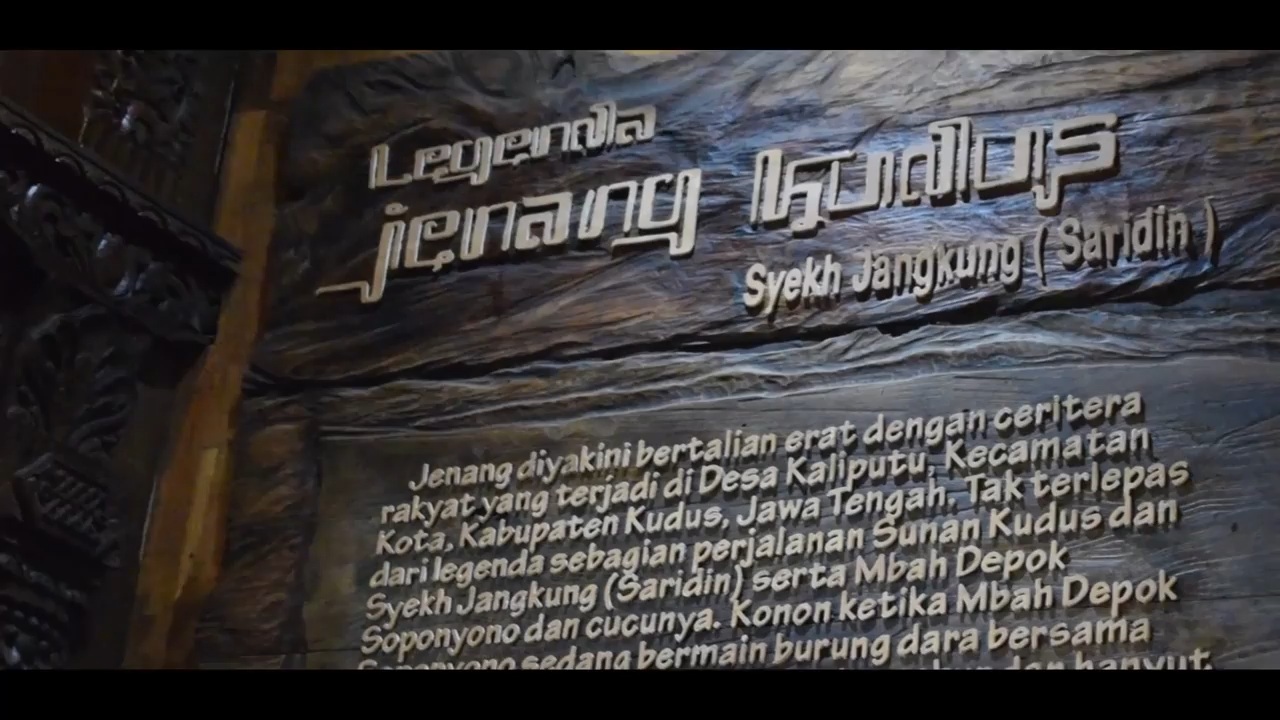 Legenda
jenang kudus
Syekh Jangkung ( Saridin )
Jenang diyakini bertalian erat dengan ceritera
rakyat yang terjadi di Desa Kaliputu, Kecamatan
Kota, Kabupaten Kudus, Jawa Tengah. Tak terlepas
dari legenda sebagian perjalanan Sunan Kudus dan
Syekh Jangkung (Saridin) serta Mbah Depok
Soponyono dan cucunya. Konon ketika Mbah Depok
Soponyono sedang bermain burung dara bersama
dan hanyut